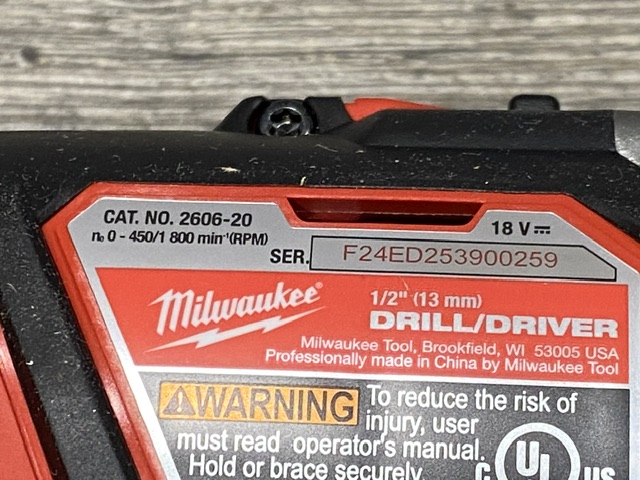 CAT. NO. 2606-20
18 V⎓
n₀ 0 - 450/1 800 min⁻¹(RPM)
SER. F24ED253900259
Milwaukee®
1/2" (13 mm)
DRILL/DRIVER
Milwaukee Tool, Brookfield, WI 53005 USA
Professionally made in China by Milwaukee Tool
⚠WARNING To reduce the risk of
injury, user
must read operator's manual.
Hold or brace securely.
C UL US